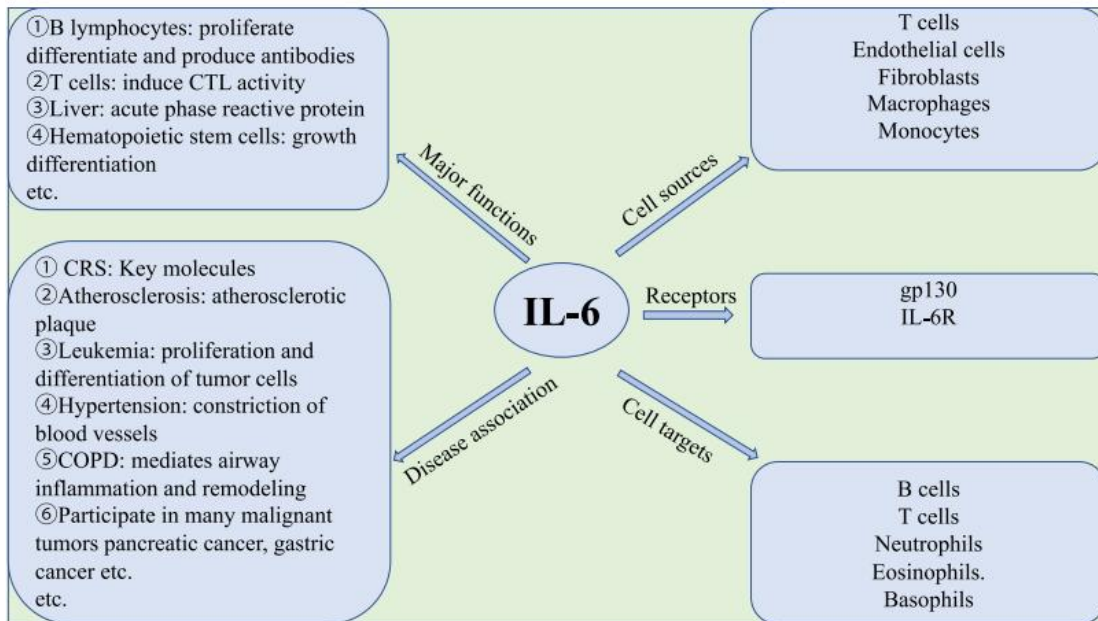 ①B lymphocytes: proliferate
differentiate and produce antibodies
②T cells: induce CTL activity
③Liver: acute phase reactive protein
④Hematopoietic stem cells: growth
differentiation
etc.
T cells
Endothelial cells
Fibroblasts
Macrophages
Monocytes
Major functions
Cell sources
IL-6
Receptors
gp130
IL-6R
Disease association
Cell targets
① CRS: Key molecules
②Atherosclerosis: atherosclerotic
plaque
③Leukemia: proliferation and
differentiation of tumor cells
④Hypertension: constriction of
blood vessels
⑤COPD: mediates airway
inflammation and remodeling
⑥Participate in many malignant
tumors pancreatic cancer, gastric
cancer etc.
etc.
B cells
T cells
Neutrophils
Eosinophils.
Basophils